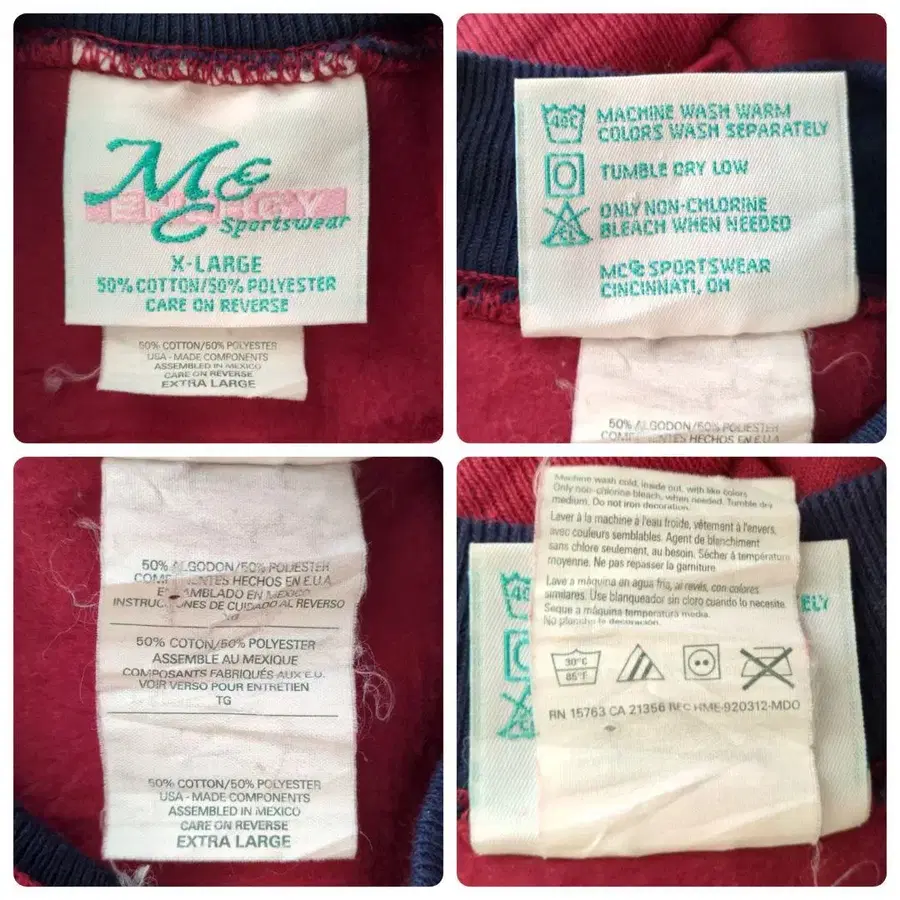 MC&C
ENERGY
Sportswear
X-LARGE
50% COTTON/50% POLYESTER
CARE ON REVERSE
50% COTTON/50% POLYESTER
USA - MADE COMPONENTS
ASSEMBLED IN MEXICO
CARE ON REVERSE
EXTRA LARGE
40C
MACHINE WASH WARM
COLORS WASH SEPARATELY
TUMBLE DRY LOW
CL
ONLY NON-CHLORINE
BLEACH WHEN NEEDED
SPORTSWEAR
CINCINNATI, OH
50% ALGODON/50% POLIESTER
HECHOS EN E.U.A
50% ALGODON/50% POLIESTER
HECHOS EN E.U.A.
EN MEXICO
DE CUIDADO AL REVERSO
50% COTON/50% POLYESTER
ASSEMBLE AU MEXIQUE
COMPOSANTS FABRIQUÉS AUX E.U.
VOIR VERSO POUR ENTRETIEN
TG
50% COTTON/50% POLYESTER
USA - MADE COMPONENTS
ASSEMBLED IN MEXICO
CARE ON REVERSE
EXTRA LARGE
Machine wash cold, inside out, with like colors
Only non-chlorine bleach, when needed. Tumble dry
medium. Do not iron decoration.
Laver à la machine à l'eau froide, vêtement à l'envers,
avec couleurs semblables. Agent de blanchiment
sans chlore seulement, au besoin. Sécher à température
moyenne. Ne pas repasser la garniture.
Lave a máquina en agua fria, al revés, con colores
similares. Use blanqueador sin cloro cuando lo necesite.
Seque a máquina temperatura media.
No planche la decoración.
ELY
30°C
85°F
RN 15763 CA 21356 HME-920312-MDO